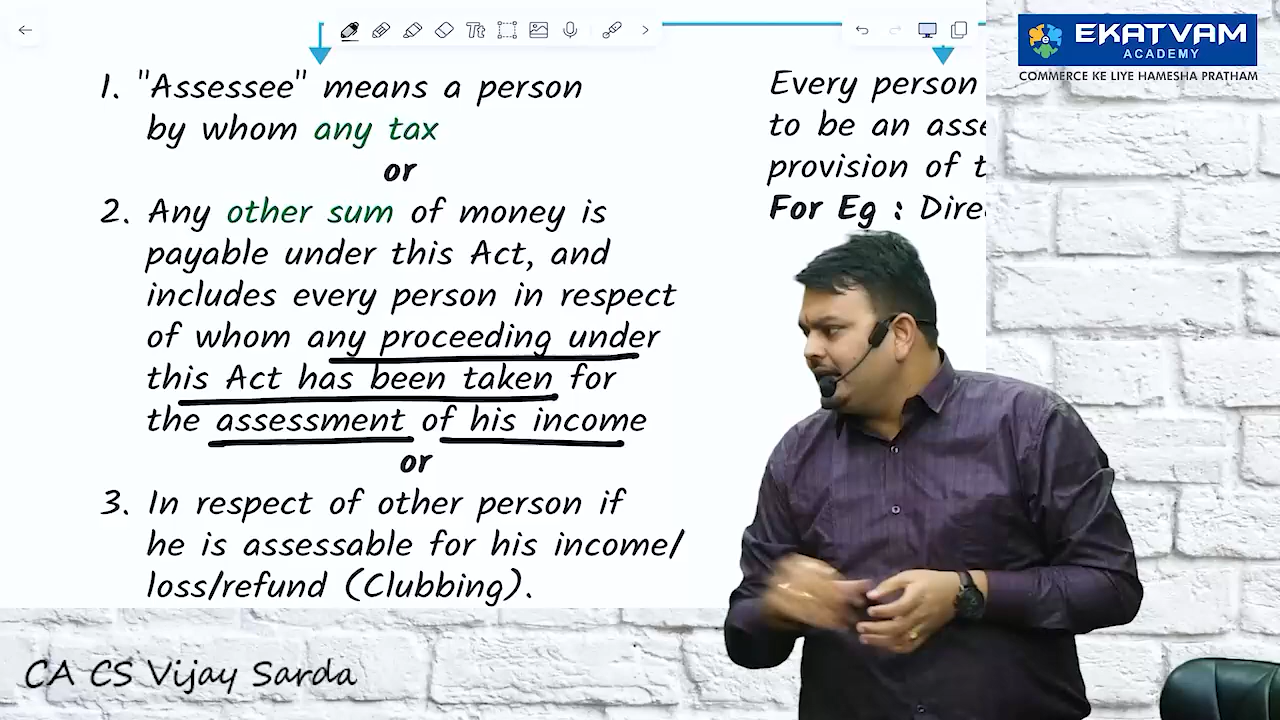 Tt
EKATVAM
ACADEMY
COMMERCE KE LIYE HAMESHA PRATHAM
1. "Assessee" means a person
by whom any tax
or
2. Any other sum of money is
payable under this Act, and
includes every person in respect
of whom any proceeding under
this Act has been taken for
the assessment of his income
or
3. In respect of other person if
he is assessable for his income/
loss/refund (Clubbing).
Every person
to be an asse
provision of t
For Eg : Dire
CA CS Vijay Sarda